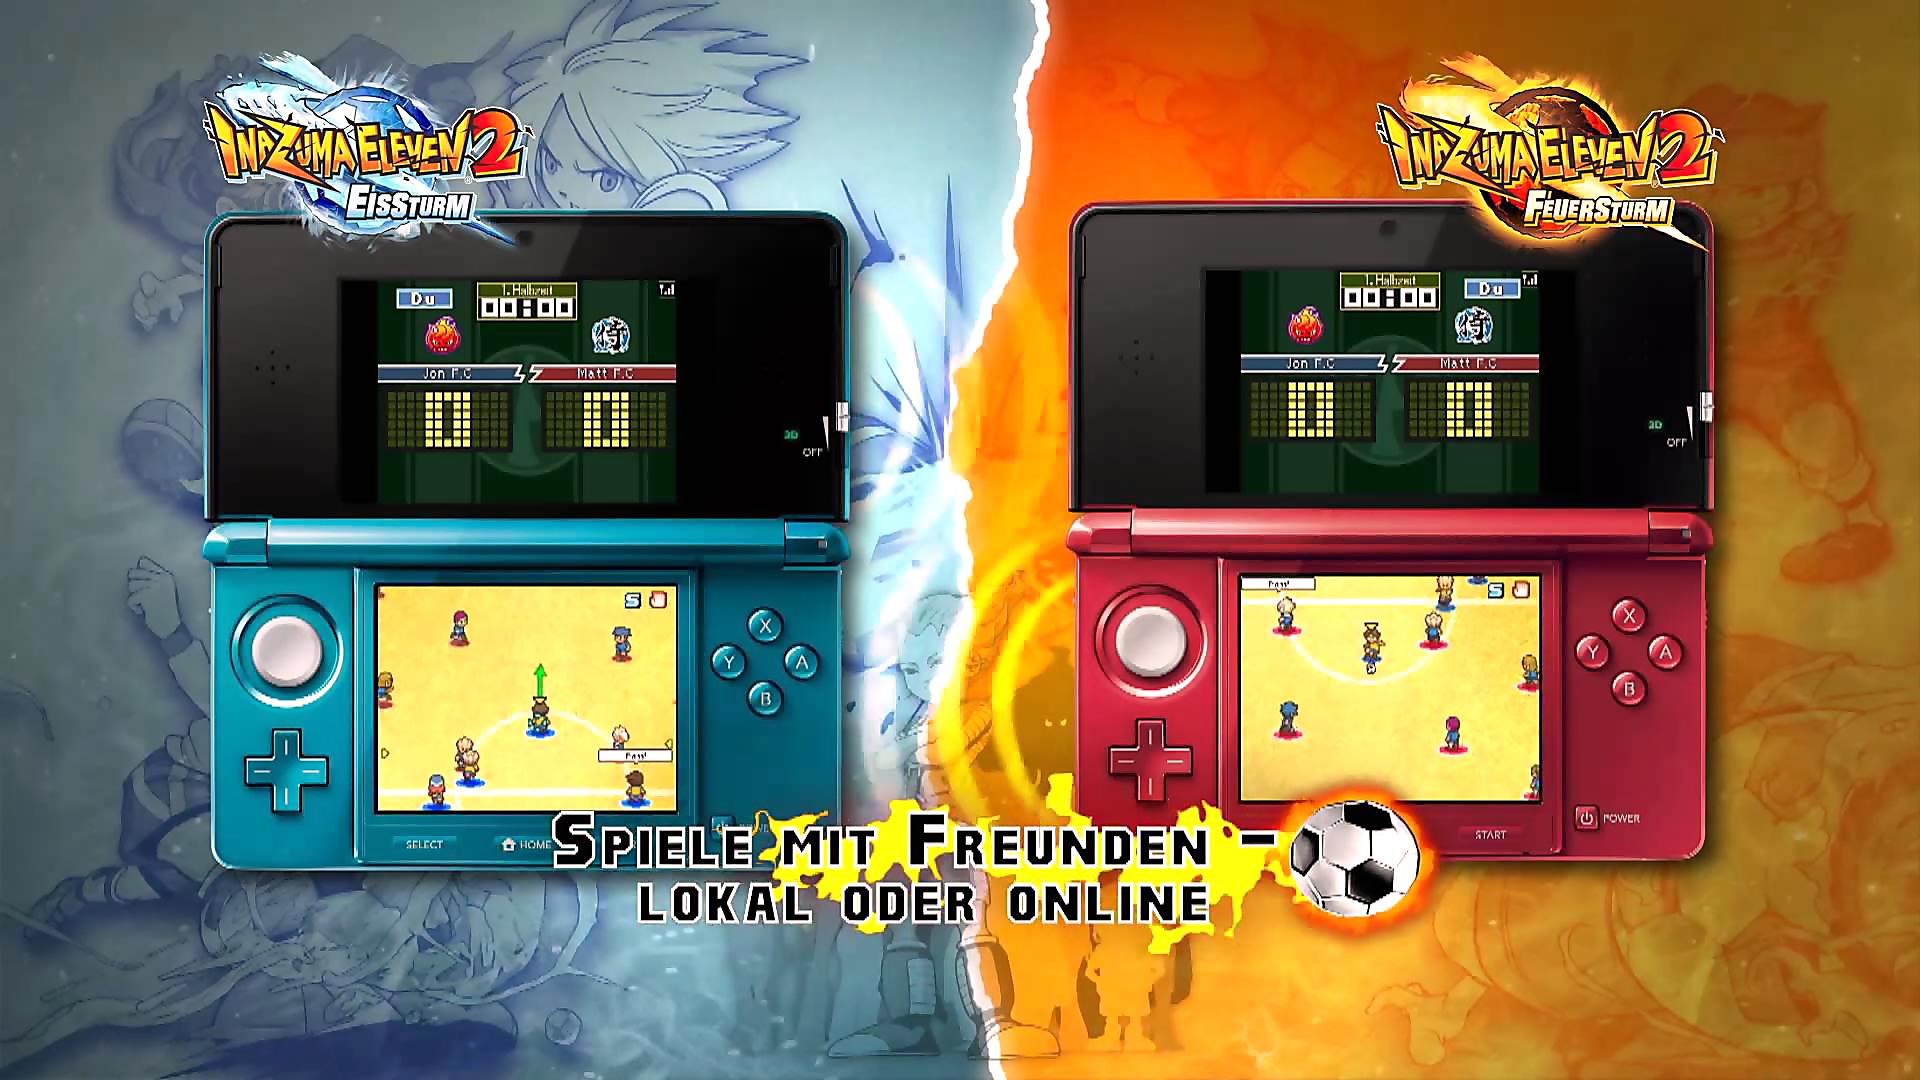 INAZUMA ELEVEN 2
EISSTURM
INAZUMA ELEVEN 2
FEUERSTURM
Du
1. Halbzeit
00:00
Jon F.C
Matt F.C
0 0
3D
OFF
1. Halbzeit
Du
00:00
Jon F.C
Matt F.C
0 0
3D
OFF
S
Pass!
X
Y A
B
SELECT
HOME
Pass!
S
X
Y A
B
START
POWER
SPIELE MIT FREUNDEN –
LOKAL ODER ONLINE